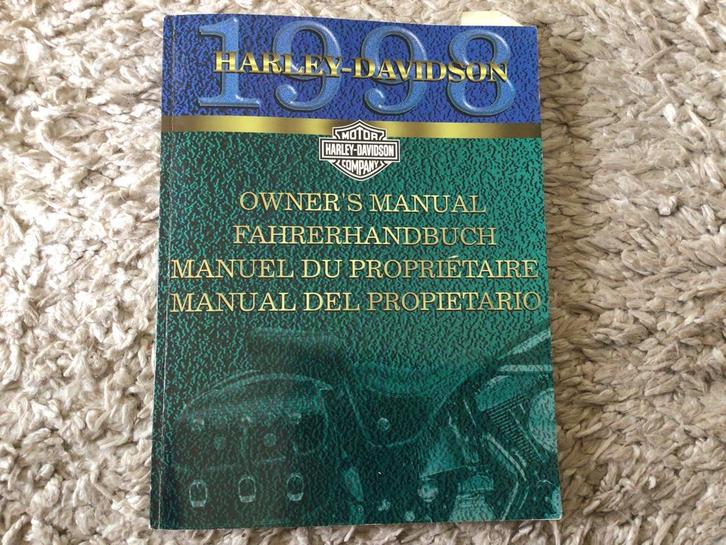 1998
HARLEY-DAVIDSON
MOTOR
HARLEY-DAVIDSON
COMPANY
OWNER'S MANUAL
FAHRERHANDBUCH
MANUEL DU PROPRIÉTAIRE
MANUAL DEL PROPIETARIO